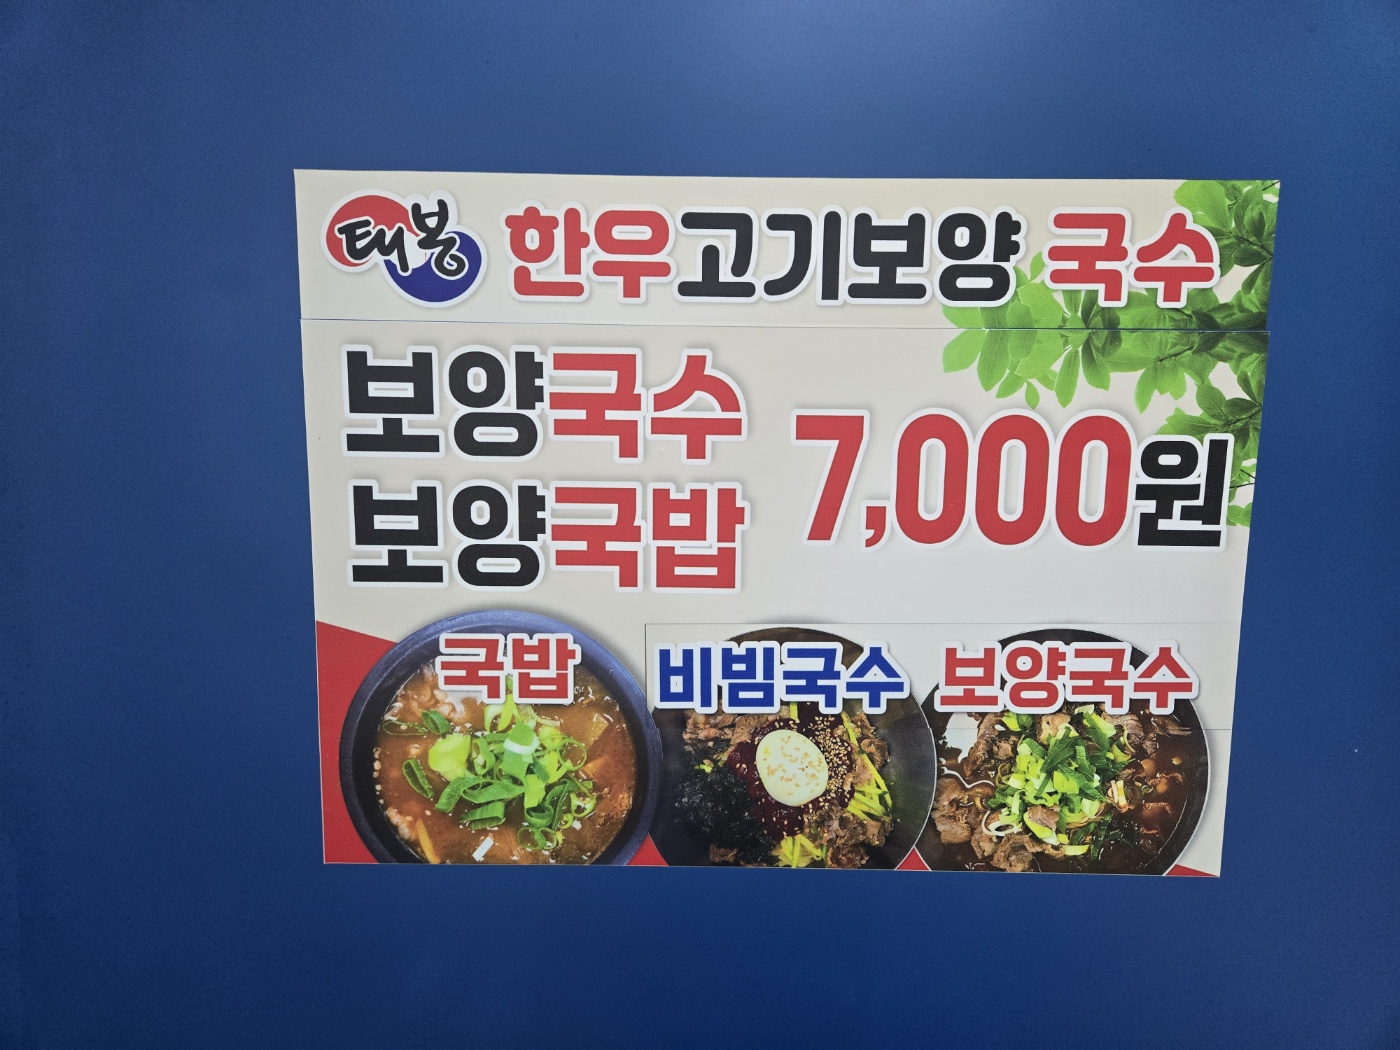 태봉 한우고기보양 국수
보양국수
보양국밥
7,000원
국밥 비빔국수 보양국수